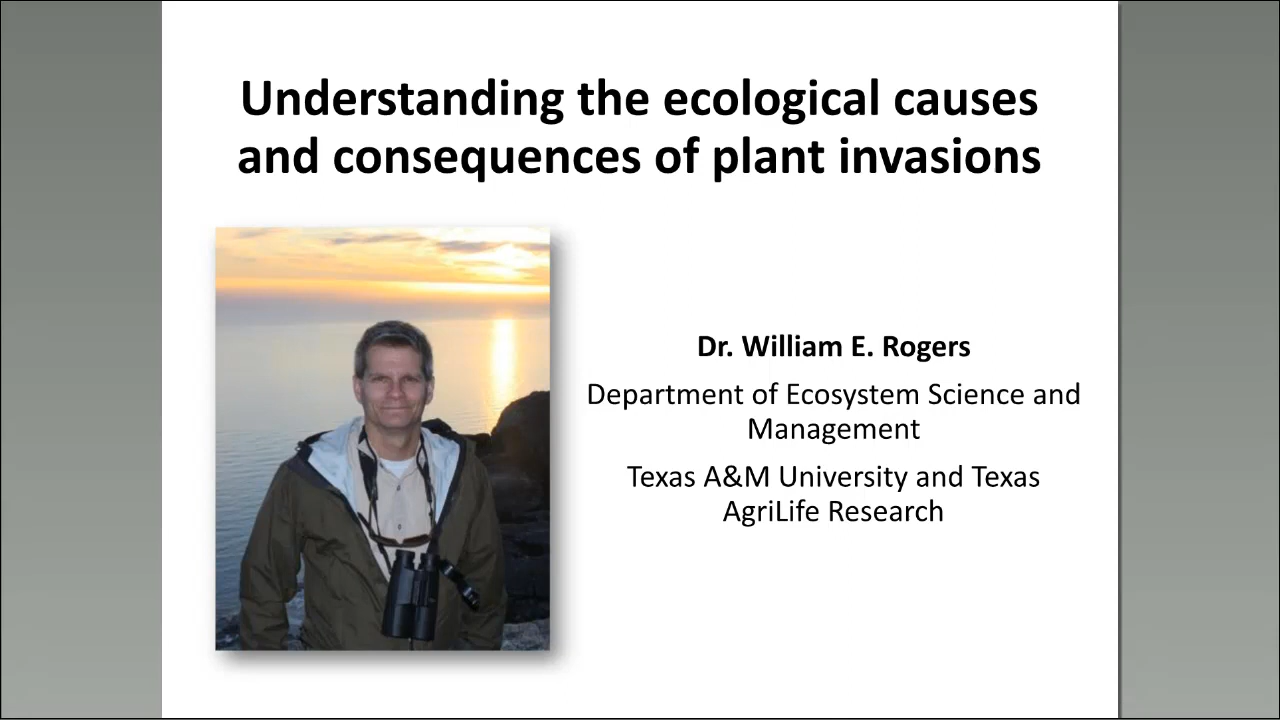 Understanding the ecological causes
and consequences of plant invasions
Dr. William E. Rogers
Department of Ecosystem Science and
Management
Texas A&M University and Texas
AgriLife Research